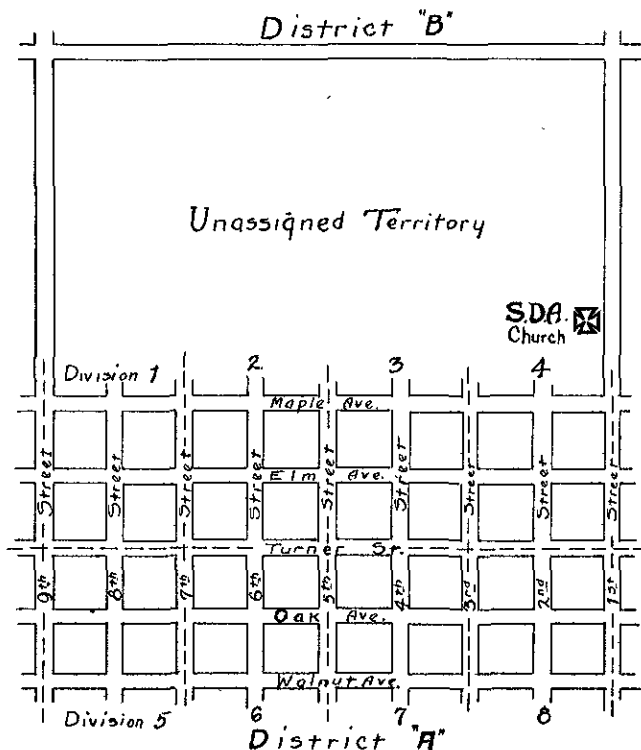 District "B"
Unassigned Territory
S.D.A.
Church
Division 1 2 3 4
Maple Ave.
Elm Ave.
Street Street Street Street Street Street Street Street Street
Turner St.
9th 8th 7th 6th 5th 4th 3rd 2nd 1st
Oak Ave.
Walnut Ave.
Division 5 6 7 8
District "A"